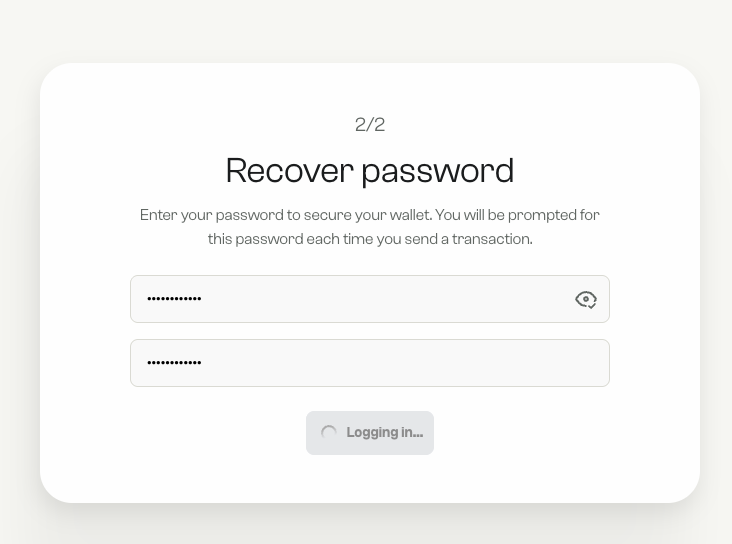 2/2
Recover password
Enter your password to secure your wallet. You will be prompted for
this password each time you send a transaction.
••••••••••••
••••••••••••
Logging in...